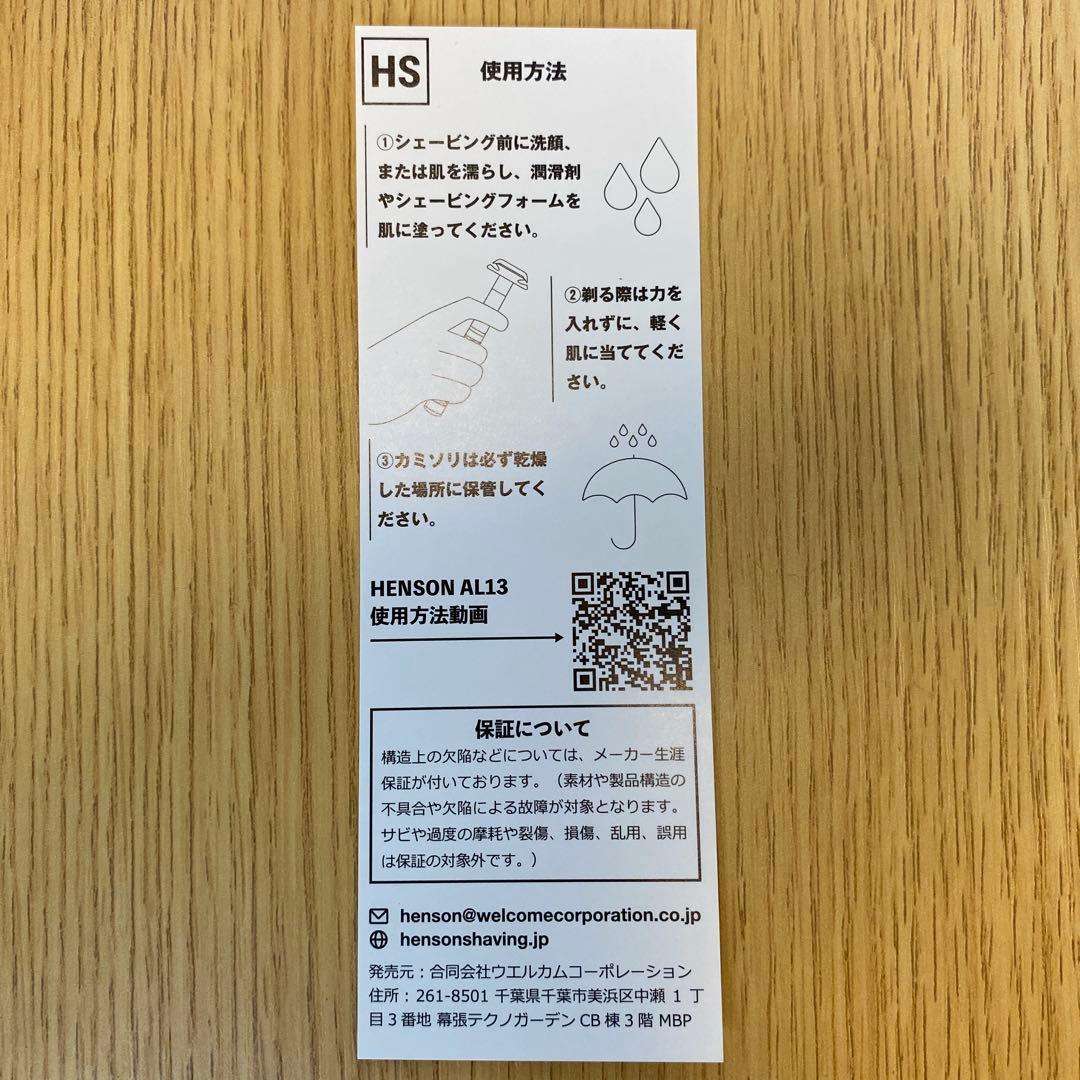 HS
使用方法
①シェービング前に洗顔、
または肌を濡らし、潤滑剤
やシェービングフォームを
肌に塗ってください。
②剃る際は力を
入れずに、軽く
肌に当ててくだ
さい。
③カミソリは必ず乾燥
した場所に保管してく
ださい。
HENSON AL13
使用方法動画
保証について
構造上の欠陥などについては、メーカー生涯
保証が付いております。（素材や製品構造の
不具合や欠陥による故障が対象となります。
サビや過度の摩耗や裂傷、損傷、乱用、誤用
は保証の対象外です。）
henson@welcomecorporation.co.jp
hensonshaving.jp
発売元：合同会社ウエルカムコーポレーション
住所：261-8501 千葉県千葉市美浜区中瀬 1 丁
目3番地 幕張テクノガーデンCB棟3階 MBP